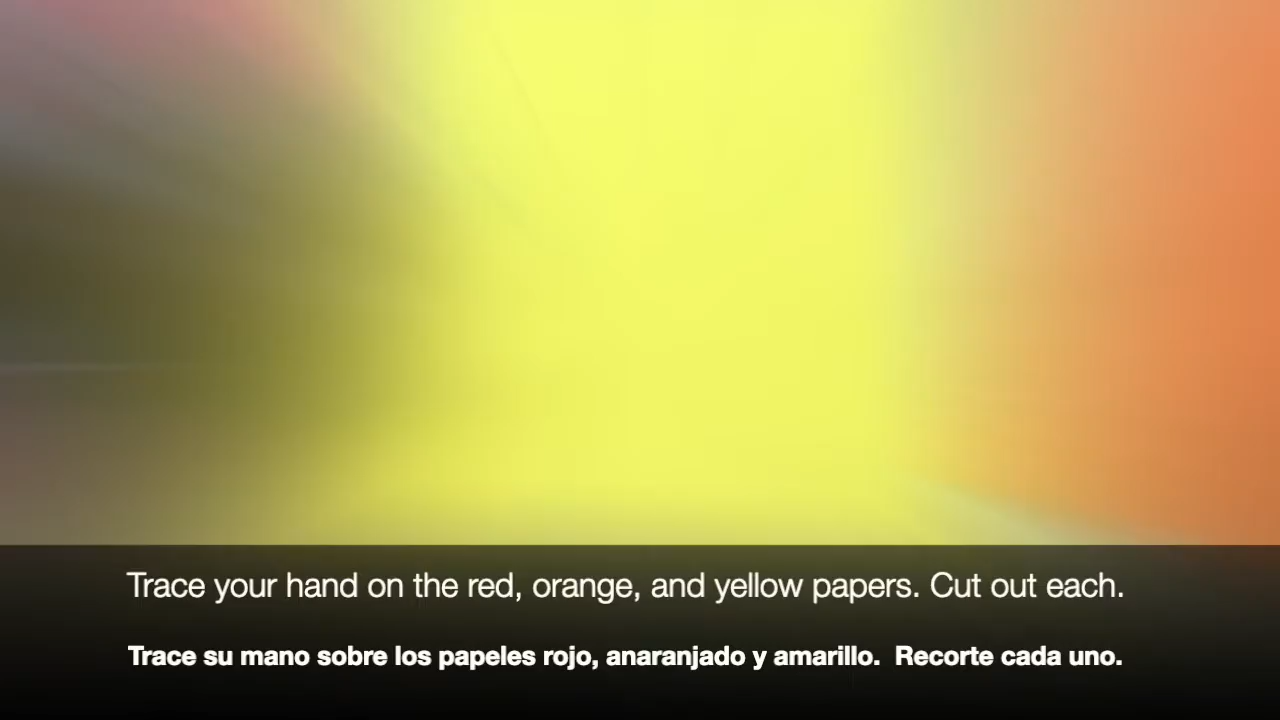 Trace your hand on the red, orange, and yellow papers. Cut out each.
Trace su mano sobre los papeles rojo, anaranjado y amarillo.  Recorte cada uno.